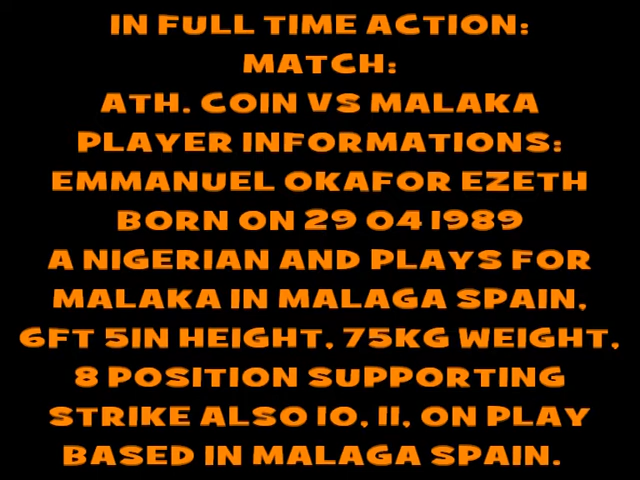 IN FULL TIME ACTION:
MATCH:
ATH. COIN VS MALAKA
PLAYER INFORMATIONS:
EMMANUEL OKAFOR EZETH
BORN ON 29 04 1989
A NIGERIAN AND PLAYS FOR
MALAKA IN MALAGA SPAIN,
6FT 5IN HEIGHT, 75KG WEIGHT,
8 POSITION SUPPORTING
STRIKE ALSO 10, 11, ON PLAY
BASED IN MALAGA SPAIN.